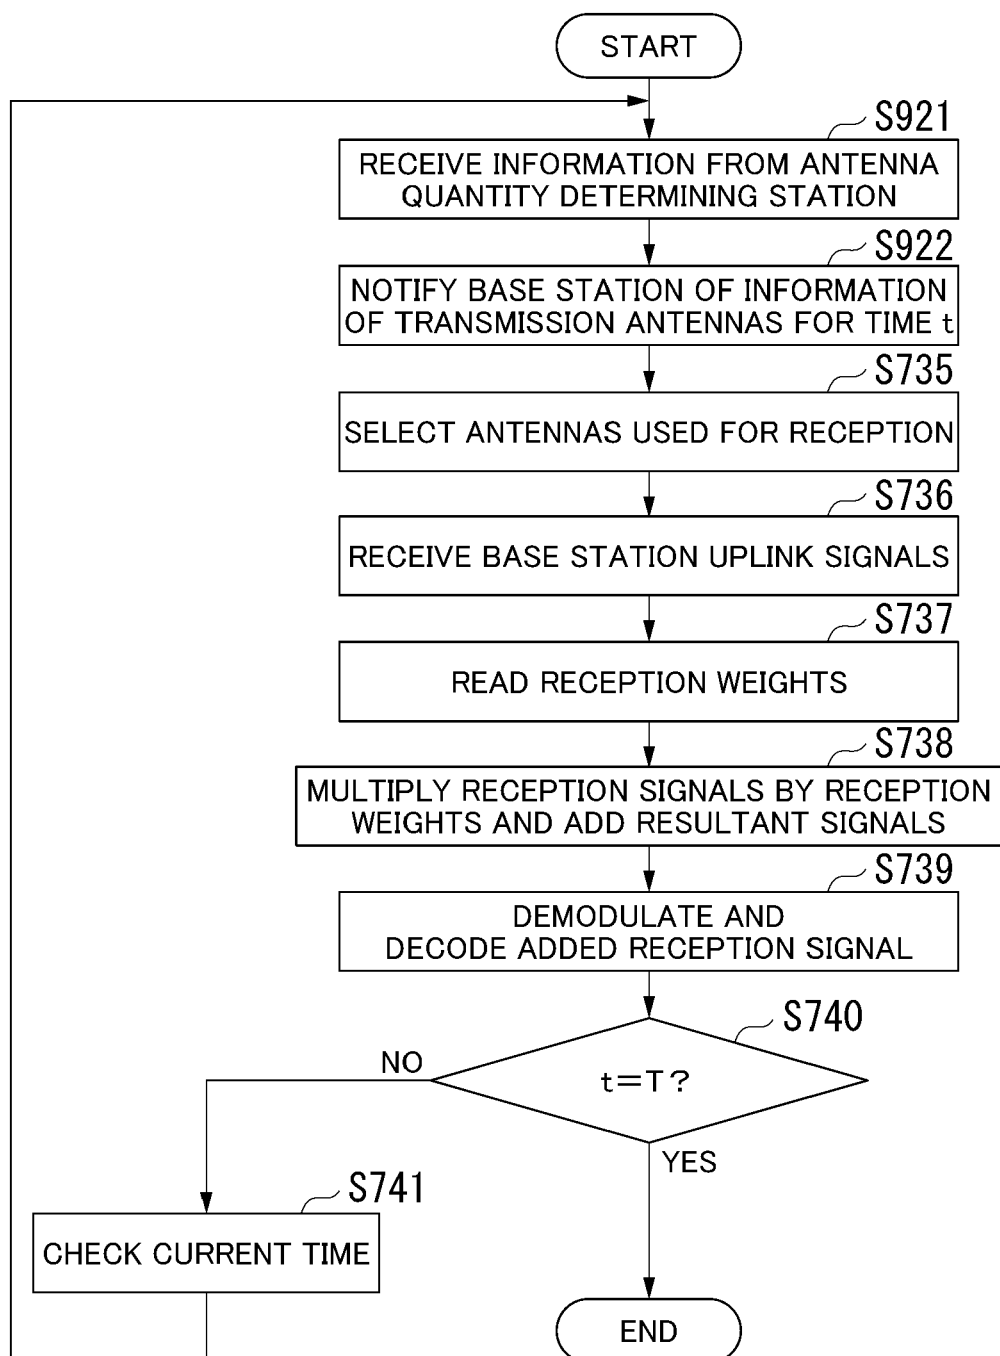 START
S921
RECEIVE INFORMATION FROM ANTENNA
QUANTITY DETERMINING STATION
S922
NOTIFY BASE STATION OF INFORMATION
OF TRANSMISSION ANTENNAS FOR TIME t
S735
SELECT ANTENNAS USED FOR RECEPTION
S736
RECEIVE BASE STATION UPLINK SIGNALS
S737
READ RECEPTION WEIGHTS
S738
MULTIPLY RECEPTION SIGNALS BY RECEPTION
WEIGHTS AND ADD RESULTANT SIGNALS
S739
DEMODULATE AND
DECODE ADDED RECEPTION SIGNAL
S740
t=T?
NO
YES
S741
CHECK CURRENT TIME
END